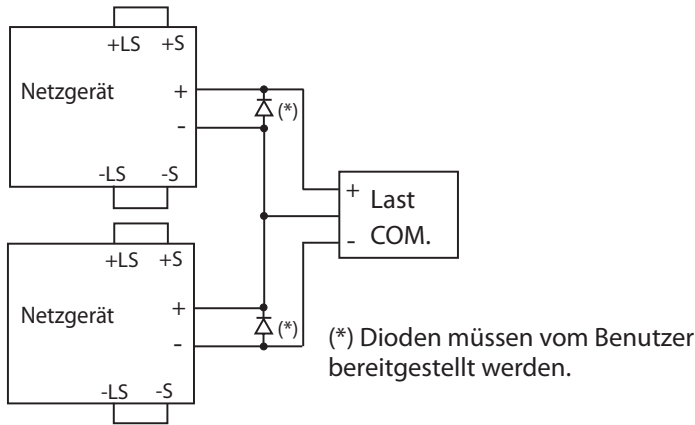 +LS +S
Netzgerät +
(*)
-
-LS -S
+ Last
- COM.
+LS +S
Netzgerät +
(*)
-
-LS -S
(*) Dioden müssen vom Benutzer
bereitgestellt werden.